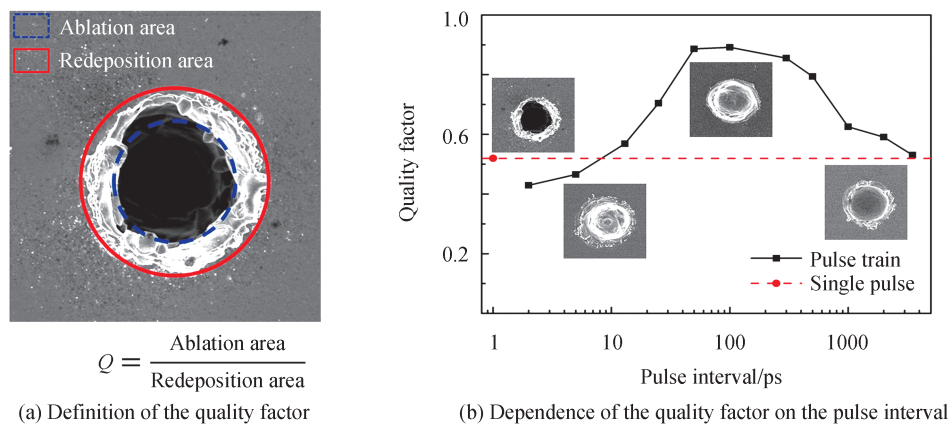 Ablation area
Redeposition area
Q = Ablation area / Redeposition area
(a) Definition of the quality factor
1.0
0.6
0.2
Quality factor
Pulse train
Single pulse
1 10 100 1000
Pulse interval/ps
(b) Dependence of the quality factor on the pulse interval